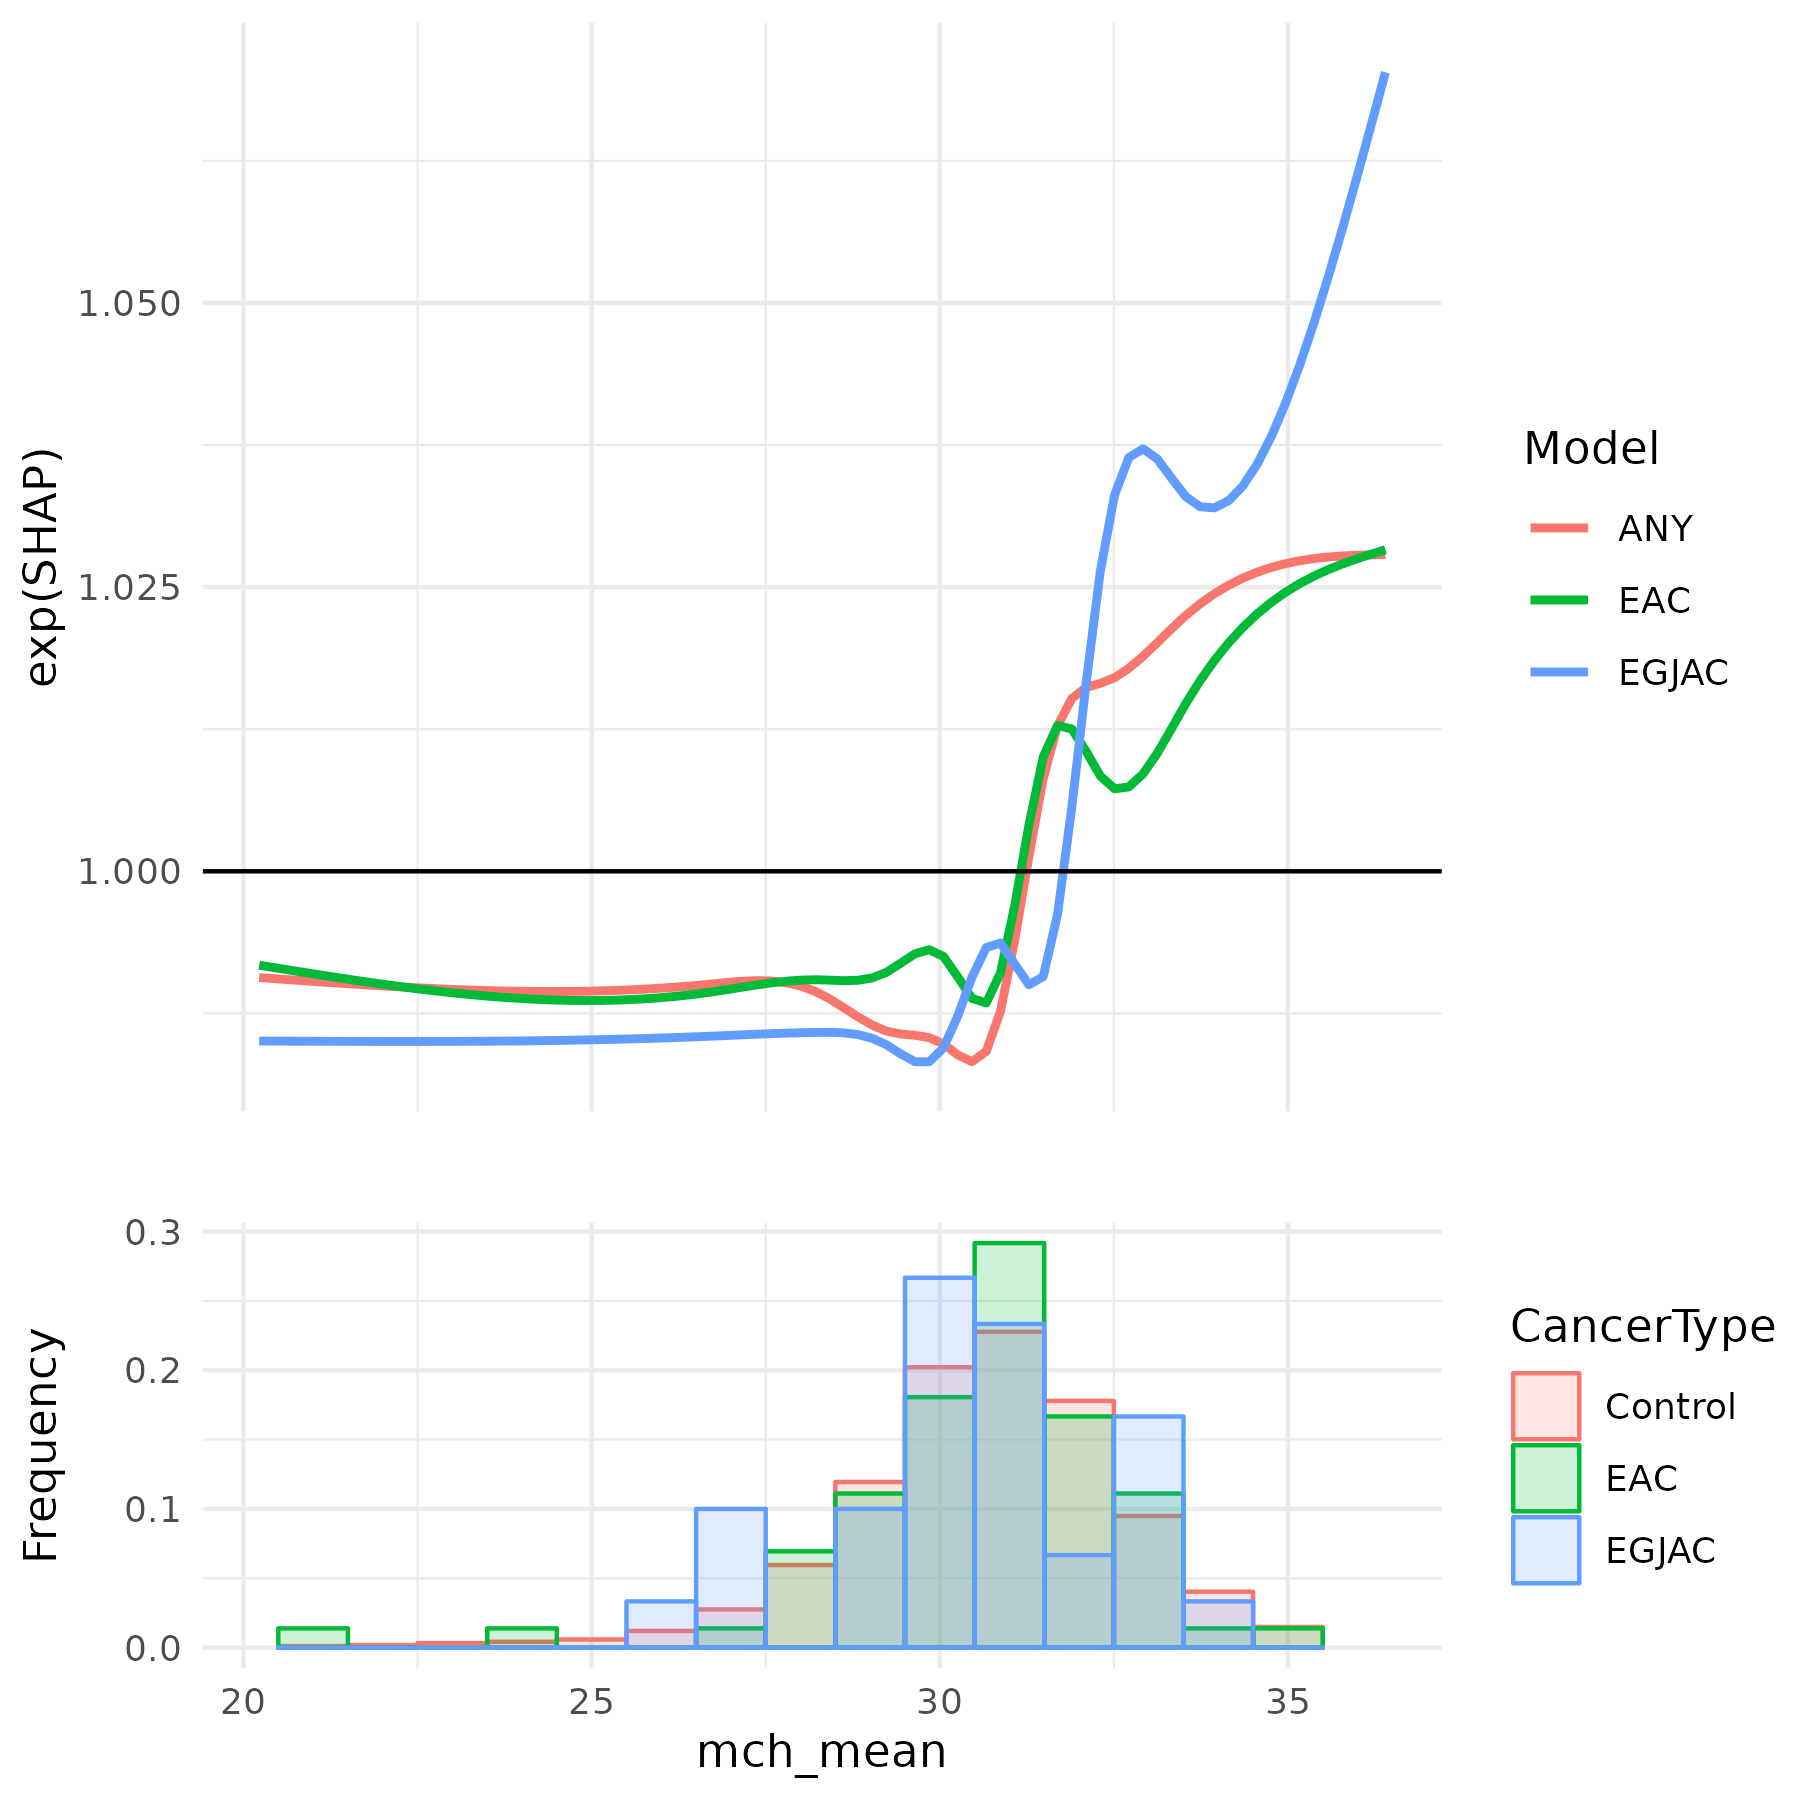 exp(SHAP)
1.050
1.025
1.000
Model
ANY
EAC
EGJAC
Frequency
0.3
0.2
0.1
0.0
20 25 30 35
mch_mean
CancerType
Control
EAC
EGJAC